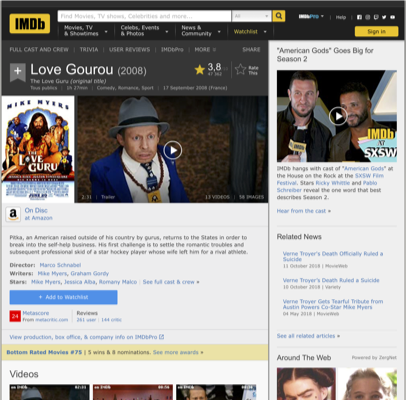 IMDb
Find Movies, TV shows, Celebrities and more...
All
IMDbPro
Help
Movies, TV
& Showtimes
Celebs, Events
& Photos
News &
Community
Watchlist
Sign in
FULL CAST AND CREW | TRIVIA | USER REVIEWS | IMDbPro | MORE
SHARE
Love Gourou (2008)
The Love Guru (original title)
Tous publics | 1h 27min | Comedy, Romance, Sport | 17 September 2008 (France)
3,8
Rate
This
MIKE MYERS
THE
LOVE
GURU
2:31 | Trailer
13 VIDEOS | 58 IMAGES
On Disc
at Amazon
Pitka, an American raised outside of his country by gurus, returns to the States in order to
break into the self-help business. His first challenge is to settle the romantic troubles and
subsequent professional skid of a star hockey player whose wife left him for a rival athlete.
Director: Marco Schnabel
Writers: Mike Myers, Graham Gordy
Stars: Mike Myers, Jessica Alba, Romany Malco | See full cast & crew »
+ Add to Watchlist
24
Metascore
From metacritic.com
Reviews
261 user | 144 critic
View production, box office, & company info on IMDbPro
Bottom Rated Movies #75 | 5 wins & 8 nominations. See more awards »
Videos
"American Gods" Goes Big for
Season 2
IMDb
SXSW
IMDb hangs with cast of "American Gods" at
the House on the Rock at the SXSW Film
Festival. Stars Ricky Whittle and Pablo
Schreiber reveal the one word that best
describes Season 2.
Hear from the cast »
Related News
Verne Troyer's Death Officially Ruled a
Suicide
11 October 2018 | MovieWeb
Verne Troyer's Death Ruled a Suicide
10 October 2018 | Variety
Verne Troyer Gets Tearful Tribute from
Austin Powers Co-Star Mike Myers
04 May 2018 | MovieWeb
See all related articles »
Around The Web
Powered by ZergNet